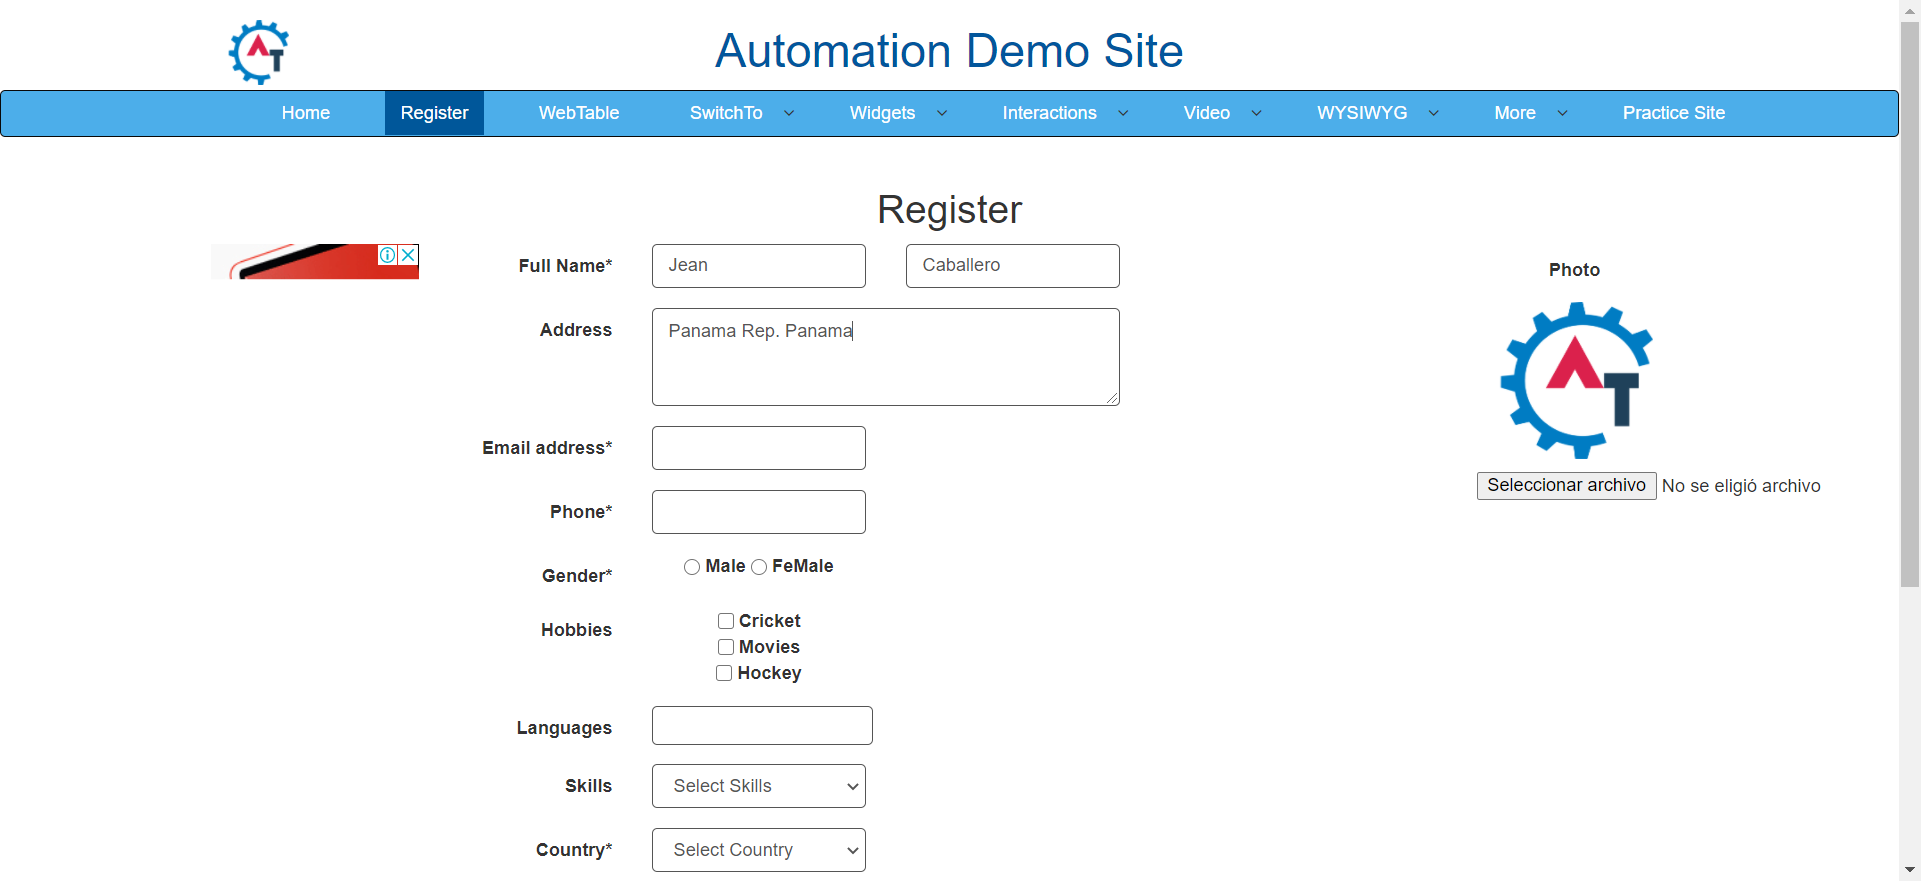 AT
Automation Demo Site
Home Register WebTable SwitchTo Widgets Interactions Video WYSIWYG More Practice Site
Register
Full Name* Jean Caballero
Photo
Address Panama Rep. Panama
AT
Email address*
Seleccionar archivo No se eligió archivo
Phone*
Gender* Male FeMale
Hobbies Cricket
Movies
Hockey
Languages
Skills Select Skills
Country* Select Country